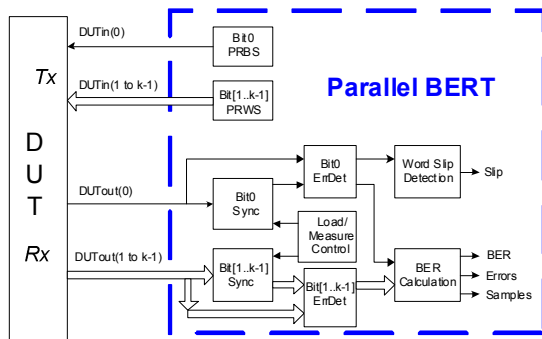 DUTin(0)
Bit0
PRBS
Tx
DUTin(1 to k-1)
Bit[1..k-1]
PRWS
Parallel BERT
D
U
T
DUTout(0)
Bit0
Sync
Bit0
ErrDet
Word Slip
Detection
Slip
Load/
Measure
Control
Rx
DUTout(1 to k-1)
Bit[1..k-1]
Sync
Bit[1..k-1]
ErrDet
BER
Calculation
BER
Errors
Samples